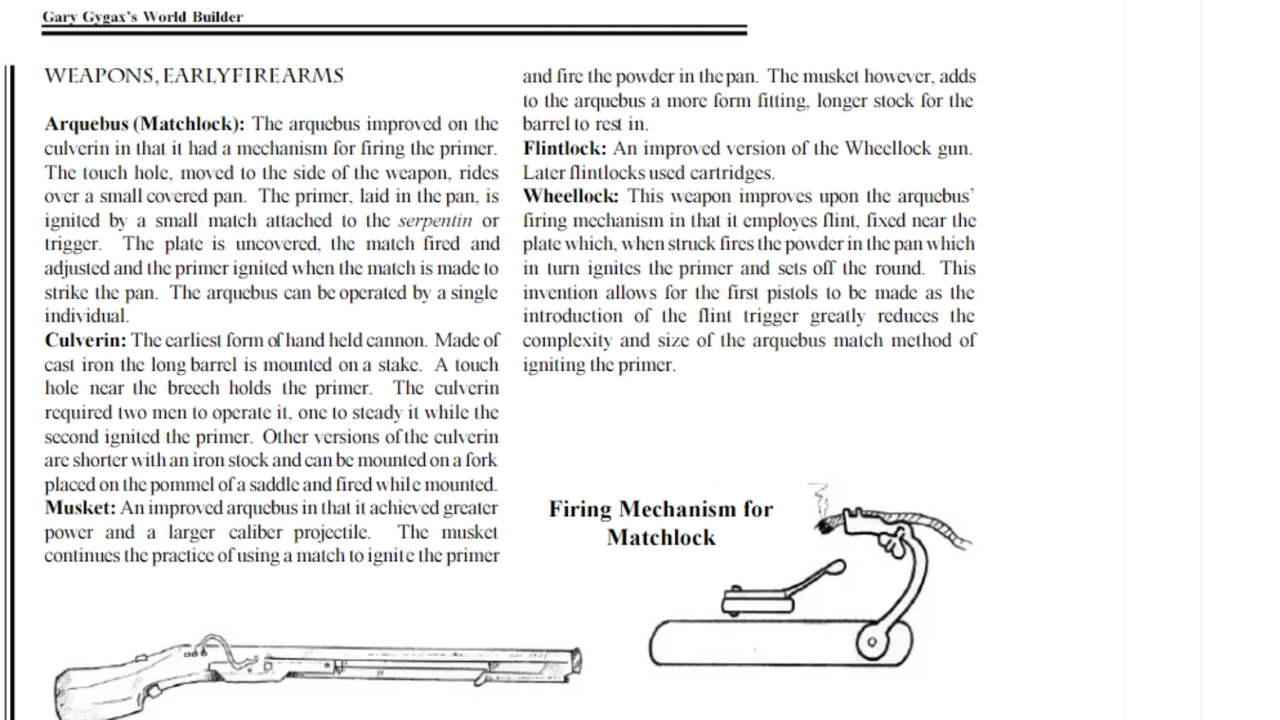 Gary Gygax's World Builder
WEAPONS, EARLYFIREARMS
Arquebus (Matchlock): The arquebus improved on the
culverin in that it had a mechanism for firing the primer.
The touch hole, moved to the side of the weapon, rides
over a small covered pan. The primer, laid in the pan, is
ignited by a small match attached to the serpentin or
trigger. The plate is uncovered, the match fired and
adjusted and the primer ignited when the match is made to
strike the pan. The arquebus can be operated by a single
individual.
Culverin: The earliest form of hand held cannon. Made of
cast iron the long barrel is mounted on a stake. A touch
hole near the breech holds the primer. The culverin
required two men to operate it, one to steady it while the
second ignited the primer. Other versions of the culverin
are shorter with an iron stock and can be mounted on a fork
placed on the pommel of a saddle and fired while mounted.
Musket: An improved arquebus in that it achieved greater
power and a larger caliber projectile. The musket
continues the practice of using a match to ignite the primer
and fire the powder in the pan. The musket however, adds
to the arquebus a more form fitting, longer stock for the
barrel to rest in.
Flintlock: An improved version of the Wheellock gun.
Later flintlocks used cartridges.
Wheellock: This weapon improves upon the arquebus'
firing mechanism in that it employes flint, fixed near the
plate which, when struck fires the powder in the pan which
in turn ignites the primer and sets off the round. This
invention allows for the first pistols to be made as the
introduction of the flint trigger greatly reduces the
complexity and size of the arquebus match method of
igniting the primer.
Firing Mechanism for
Matchlock